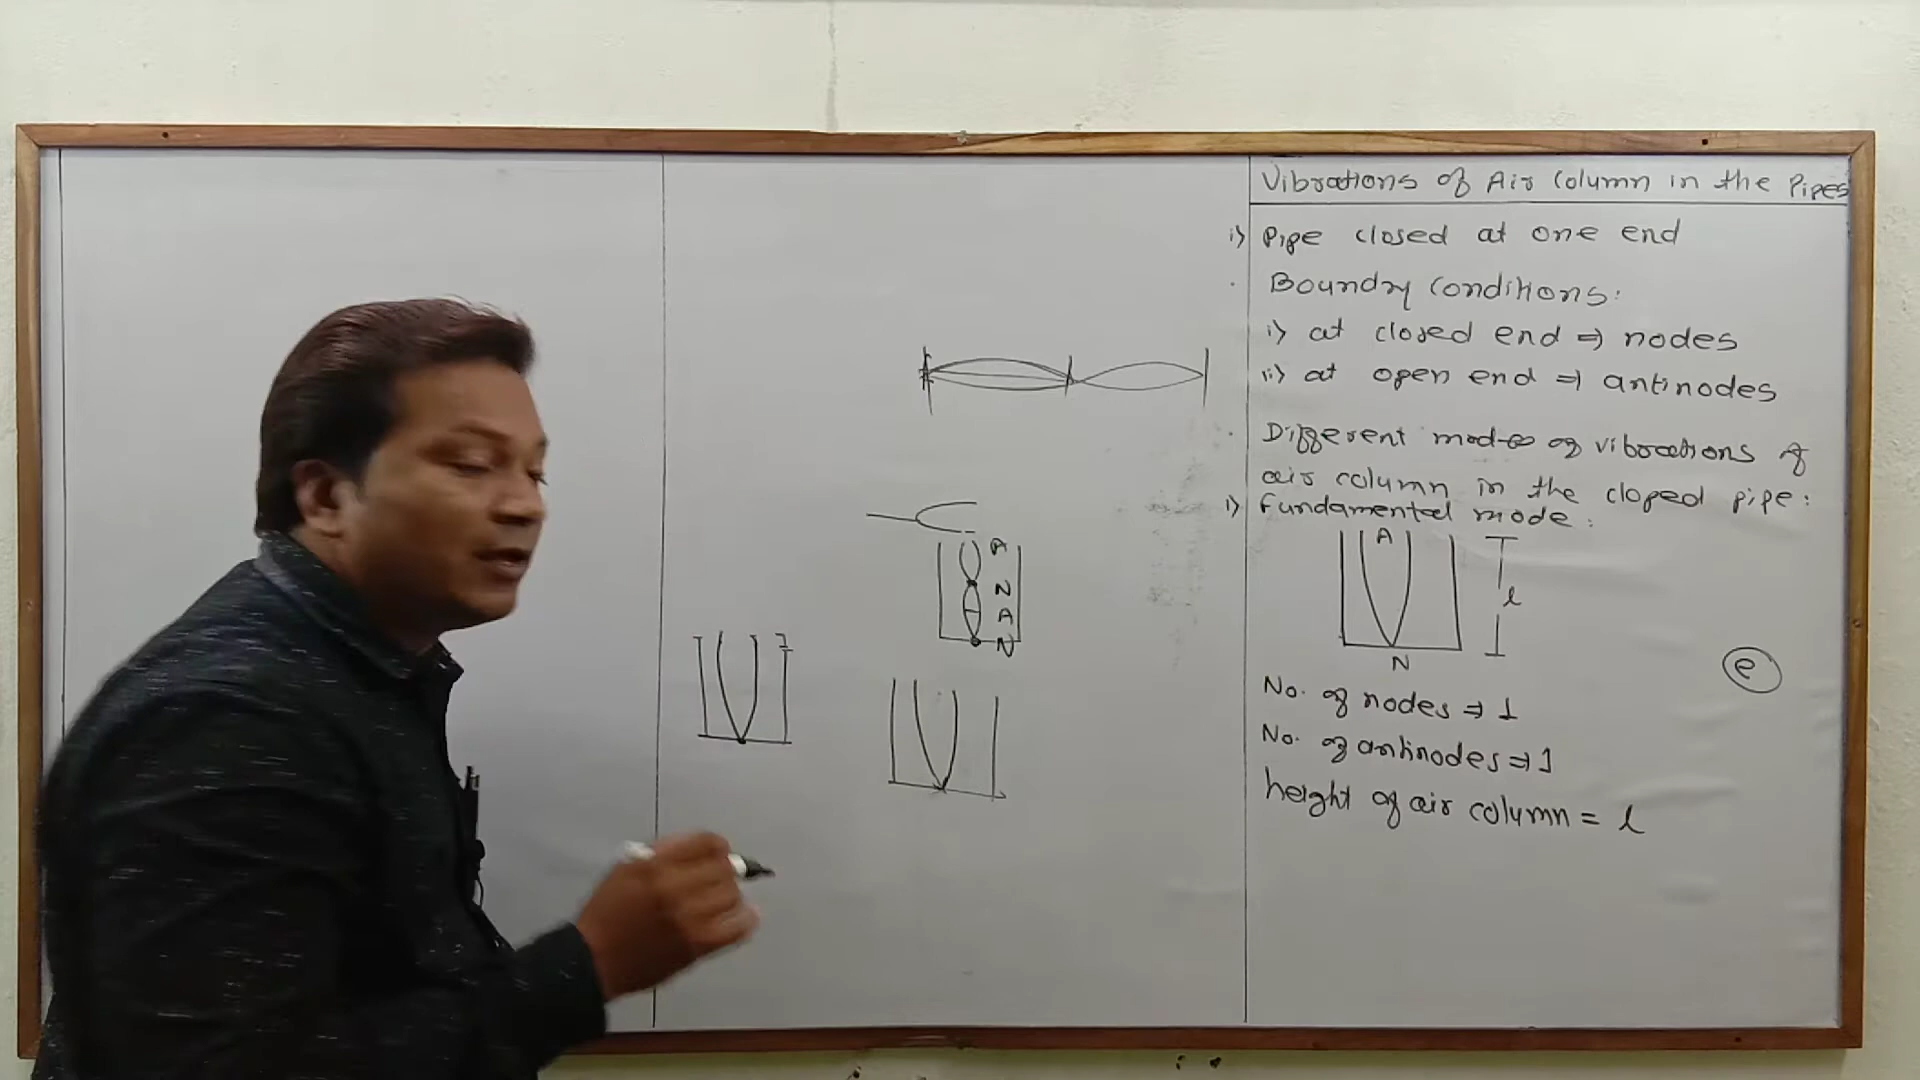 Vibrations of Air Column in the Pipes
i) Pipe closed at one end
· Boundry Conditions:
i) at closed end ⇒ nodes
ii) at open end ⇒ antinodes
· Different modes of vibrations of
air column in the cloped pipe:
1) Fundamental mode:
A
l
N
No. of nodes ⇒ 1
No. of antinodes ⇒ 1
height of air column = l
e
A
N
A
N